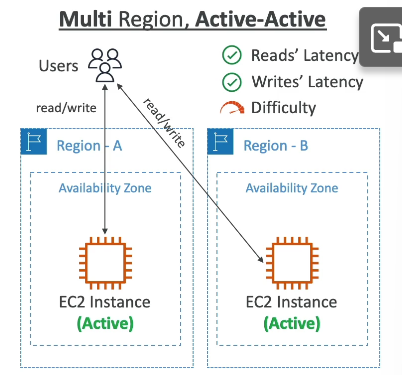 Multi Region, Active-Active
Users
Reads' Latency
Writes' Latency
Difficulty
read/write
read/write
Region - A
Availability Zone
EC2 Instance
(Active)
Region - B
Availability Zone
EC2 Instance
(Active)